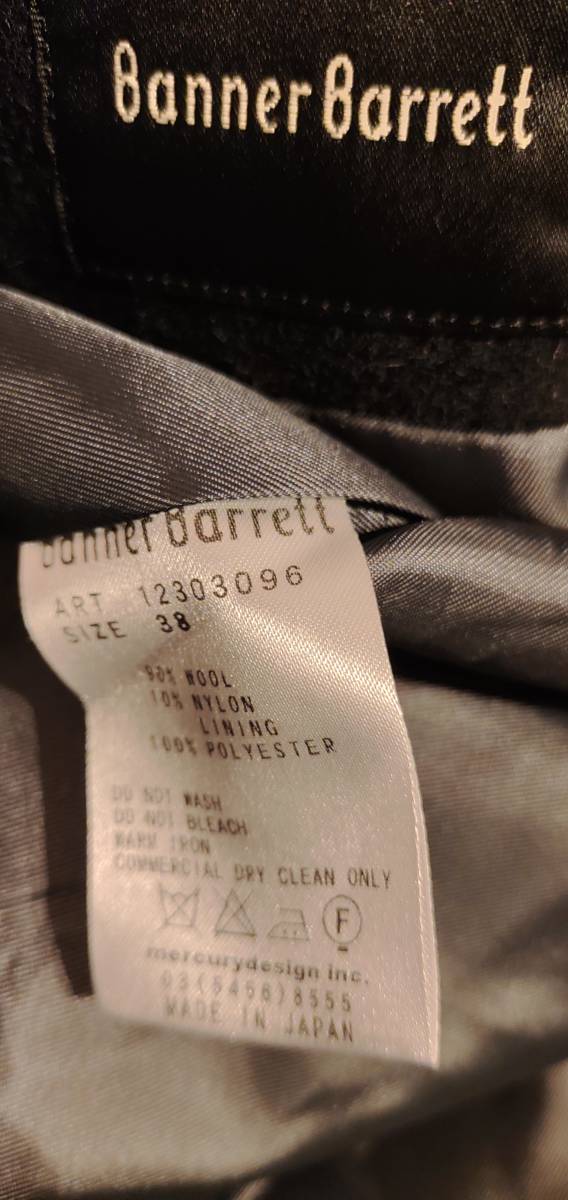 Banner Barrett
Banner Barrett
ART 12303096
SIZE 38
90% WOOL
10% NYLON
LINING
100% POLYESTER
DO NOT WASH
DO NOT BLEACH
WARM IRON
COMMERCIAL DRY CLEAN ONLY
F
mercurydesign inc.
03(5456)8555
MADE IN JAPAN